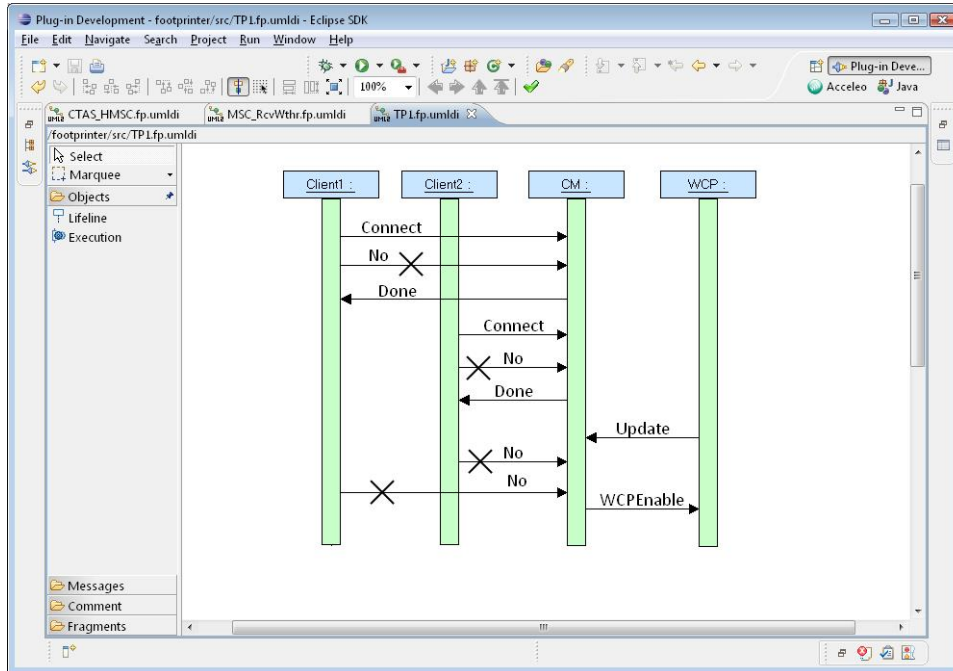 Plug-in Development - footprinter/src/TP1.fp.umldi - Eclipse SDK
File Edit Navigate Search Project Run Window Help
Plug-in Deve...
100%
Acceleo Java
CTAS_HMSC.fp.umldi MSC_RcvWthr.fp.umldi TP1.fp.umldi
/footprinter/src/TP1.fp.umldi
Select
Marquee
Objects
Lifeline
Execution
Client1 : Client2 : CM : WCP :
Connect
No
Done
Connect
No
Done
Update
No
No
WCPEnable
Messages
Comment
Fragments